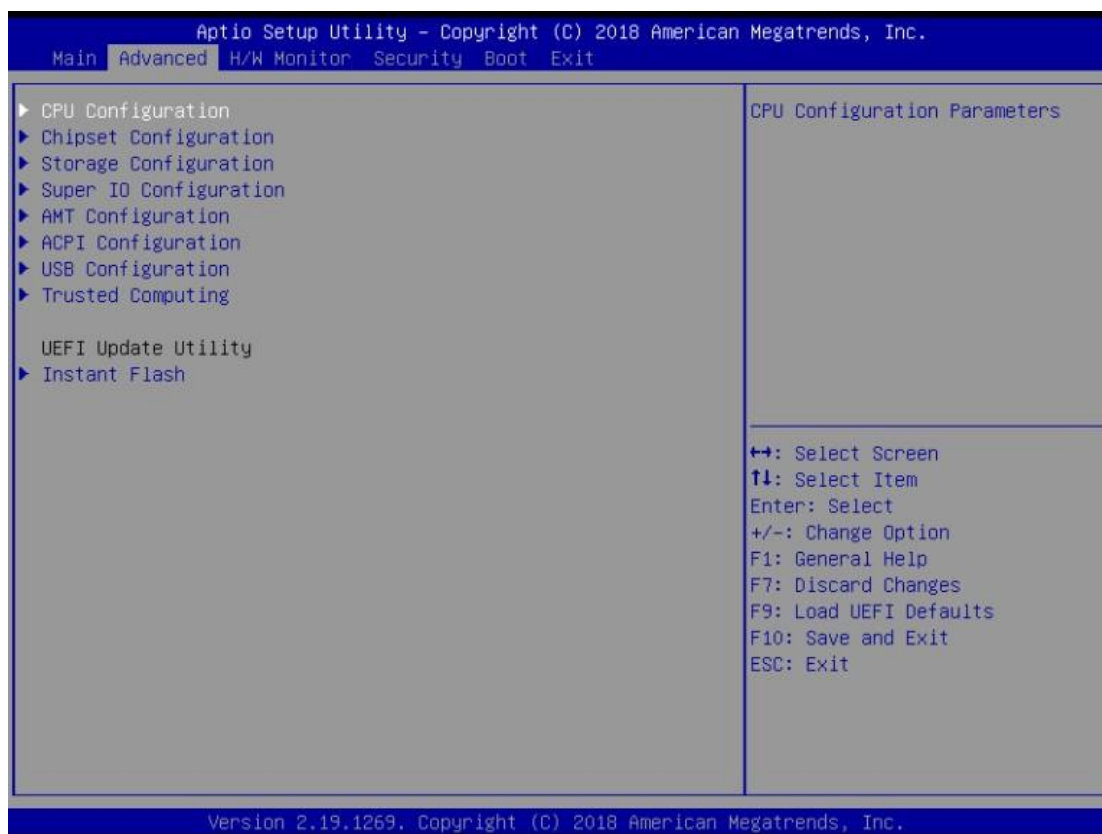 Aptio Setup Utility – Copyright (C) 2018 American Megatrends, Inc.
Main Advanced H/W Monitor Security Boot Exit
CPU Configuration
Chipset Configuration
Storage Configuration
Super IO Configuration
AMT Configuration
ACPI Configuration
USB Configuration
Trusted Computing
UEFI Update Utility
Instant Flash
CPU Configuration Parameters
↔: Select Screen
↑↓: Select Item
Enter: Select
+/-: Change Option
F1: General Help
F7: Discard Changes
F9: Load UEFI Defaults
F10: Save and Exit
ESC: Exit
Version 2.19.1269. Copyright (C) 2018 American Megatrends, Inc.